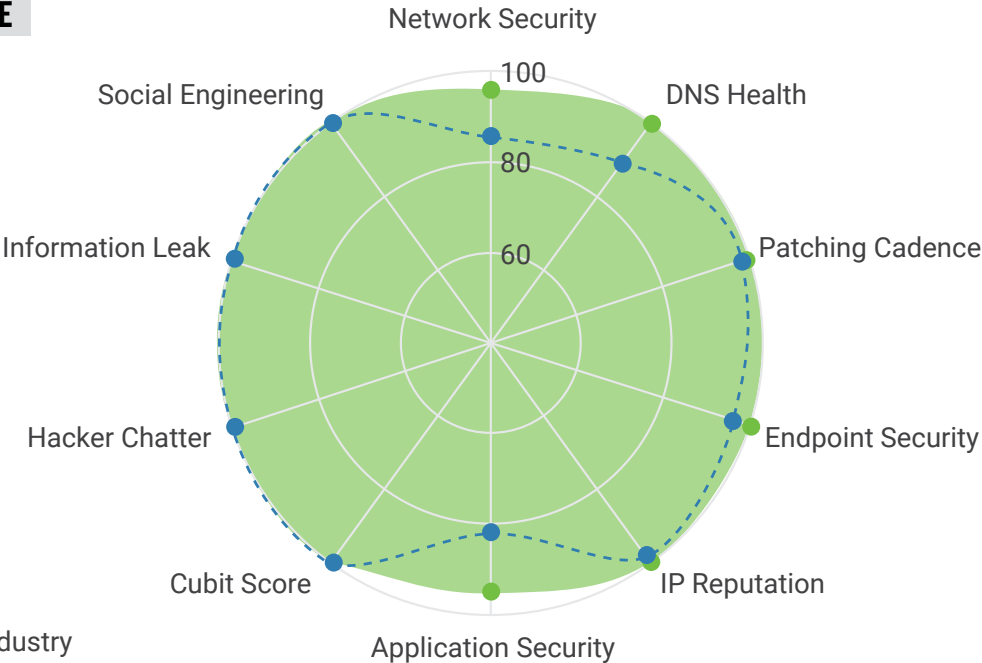 E
Network Security
100
Social Engineering
DNS Health
80
Information Leak
60
Patching Cadence
Hacker Chatter
Endpoint Security
Cubit Score
IP Reputation
dustry
Application Security